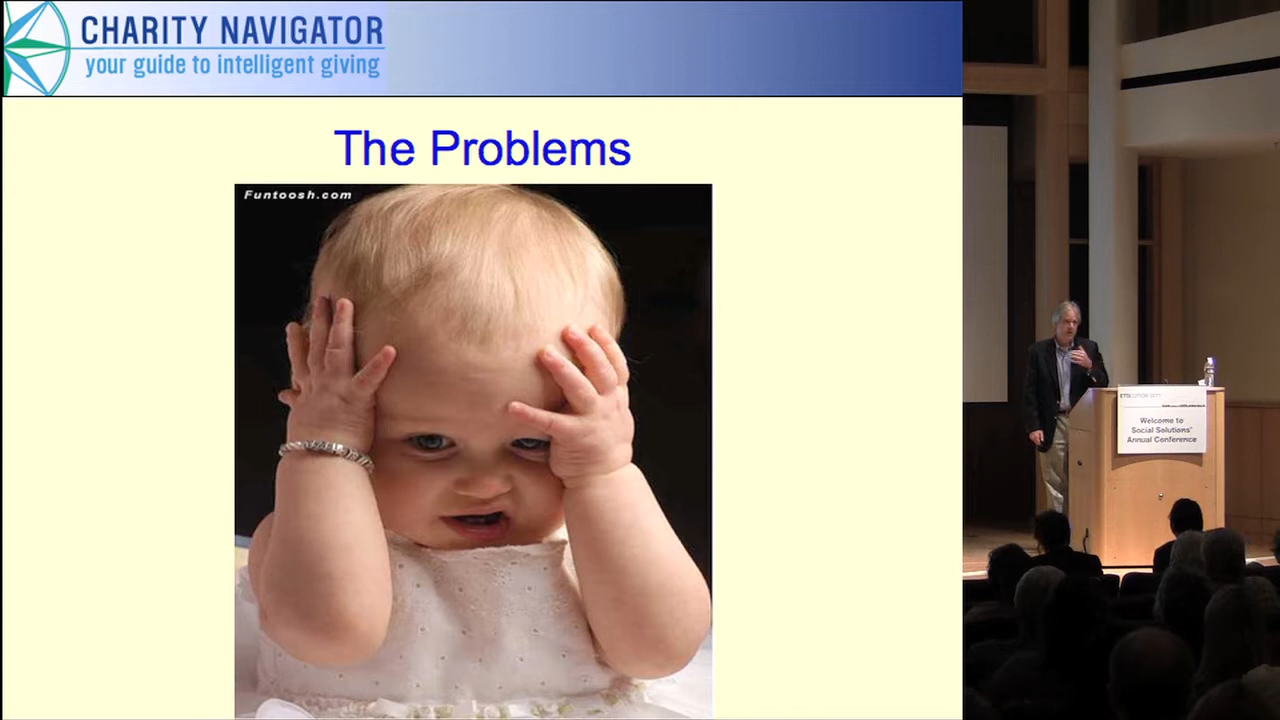 CHARITY NAVIGATOR
your guide to intelligent giving
The Problems
Funtoosh.com
Welcome to
Social Solutions'
Annual Conference